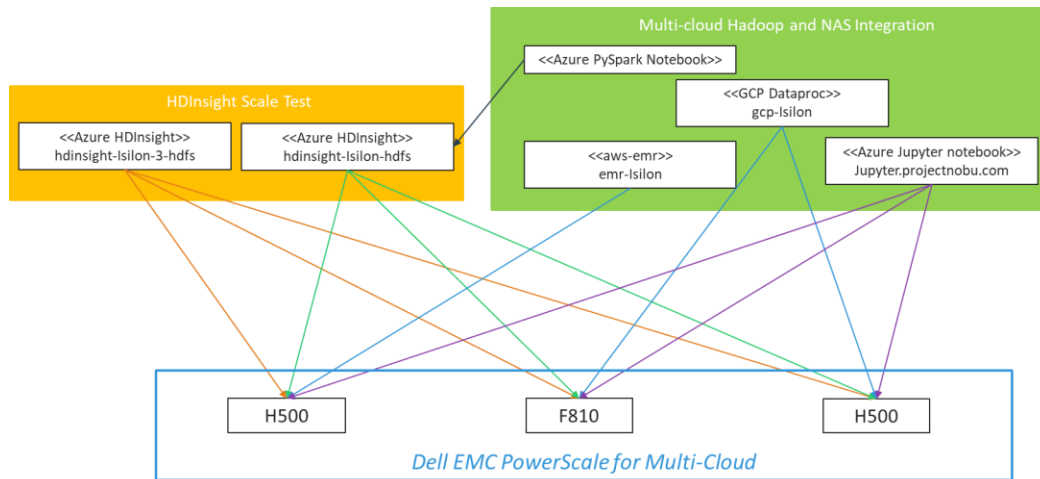 Multi-cloud Hadoop and NAS Integration
<<Azure PySpark Notebook>>
HDInsight Scale Test
<<Azure HDInsight>>
hdinsight-Isilon-3-hdfs
<<Azure HDInsight>>
hdinsight-Isilon-hdfs
<<GCP Dataproc>>
gcp-Isilon
<<aws-emr>>
emr-Isilon
<<Azure Jupyter notebook>>
Jupyter.projectnobu.com
H500
F810
H500
Dell EMC PowerScale for Multi-Cloud